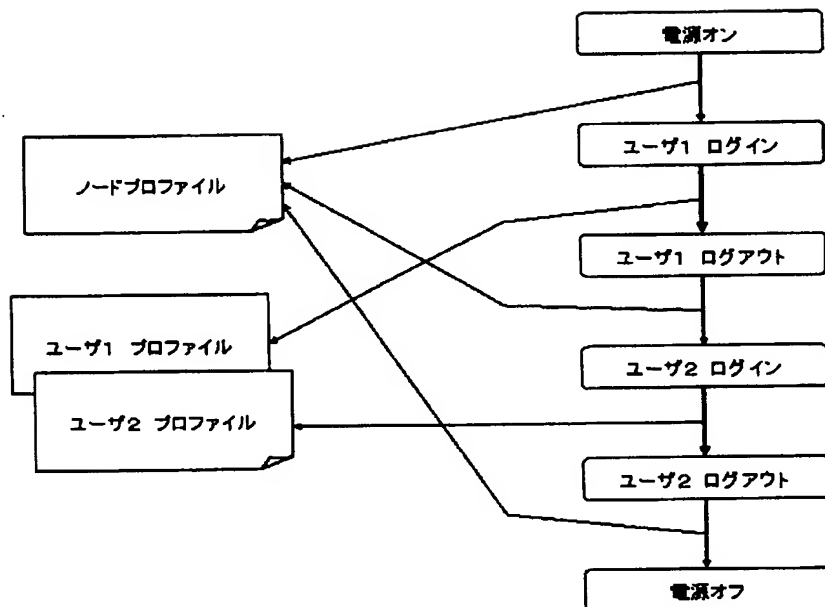 電源オン
ユーザ1 ログイン
ノードプロファイル
ユーザ1 ログアウト
ユーザ1 プロファイル
ユーザ2 ログイン
ユーザ2 プロファイル
ユーザ2 ログアウト
電源オフ